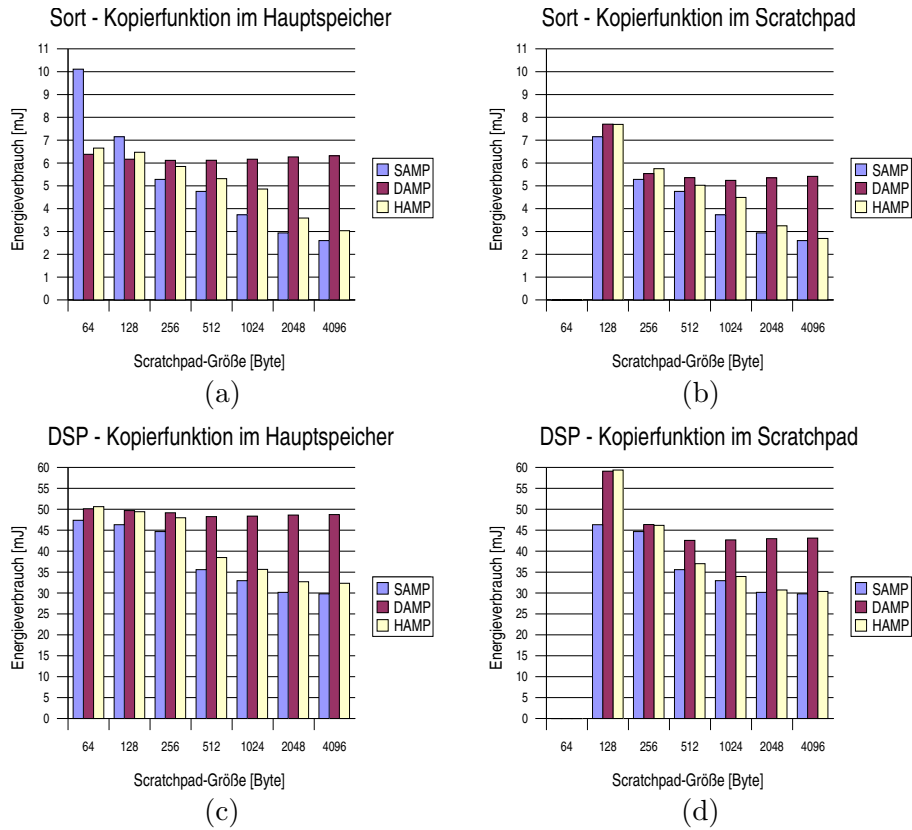 Sort - Kopierfunktion im Hauptspeicher
Energieverbrauch [mJ]
11
10
9
8
7
6
5
4
3
2
1
0
64 128 256 512 1024 2048 4096
Scratchpad-Größe [Byte]
SAMP
DAMP
HAMP
(a)
Sort - Kopierfunktion im Scratchpad
Energieverbrauch [mJ]
11
10
9
8
7
6
5
4
3
2
1
0
64 128 256 512 1024 2048 4096
Scratchpad-Größe [Byte]
SAMP
DAMP
HAMP
(b)
DSP - Kopierfunktion im Hauptspeicher
Energieverbrauch [mJ]
60
55
50
45
40
35
30
25
20
15
10
5
0
64 128 256 512 1024 2048 4096
Scratchpad-Größe [Byte]
SAMP
DAMP
HAMP
(c)
DSP - Kopierfunktion im Scratchpad
Energieverbrauch [mJ]
60
55
50
45
40
35
30
25
20
15
10
5
0
64 128 256 512 1024 2048 4096
Scratchpad-Größe [Byte]
SAMP
DAMP
HAMP
(d)